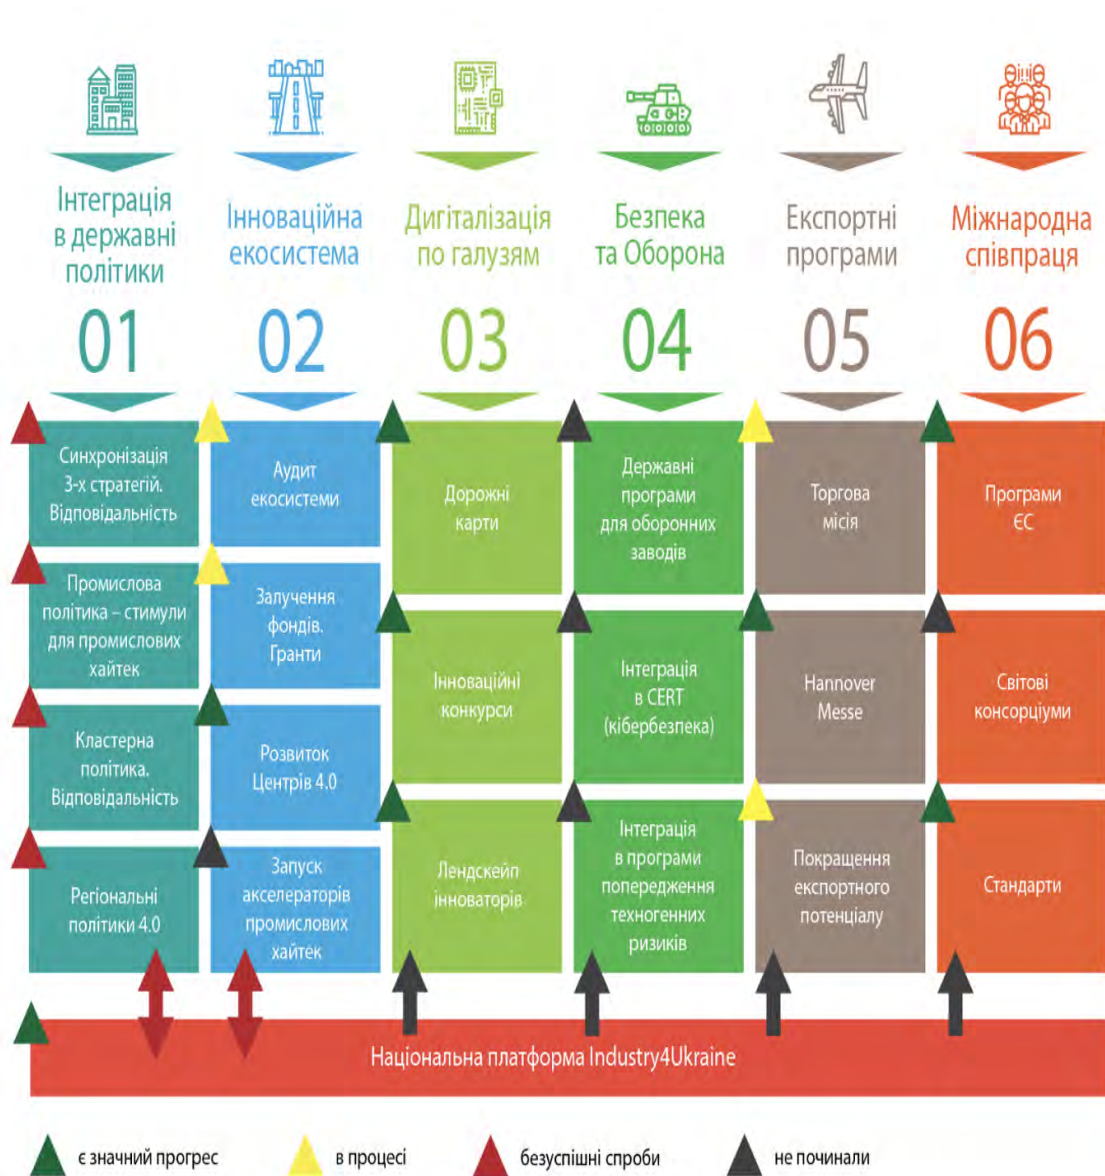 Інтеграція
в державні
політики
01
Інноваційна
екосистема
02
Дигіталізація
по галузям
03
Безпека
та Оборона
04
Експортні
програми
05
Міжнародна
співпраця
06
Синхронізація
3-х стратегій.
Відповідальність
Промислова
політика – стимули
для промислових
хайтек
Кластерна
політика.
Відповідальність
Регіональні
політики 4.0
Аудит
екосистеми
Залучення
фондів.
Гранти
Розвиток
Центрів 4.0
Запуск
акселераторів
промислових
хайтек
Дорожні
карти
Інноваційні
конкурси
Лендскейп
інноваторів
Державні
програми
для оборонних
заводів
Інтеграція
в CERT
(кібербезпека)
Інтеграція
в програми
попередження
техногенних
ризиків
Торгова
місія
Hannover
Messe
Покращення
експортного
потенціалу
Програми
ЄС
Світові
консорціуми
Стандарти
Національна платформа Industry4Ukraine
є значний прогрес
в процесі
безуспішні спроби
не починали